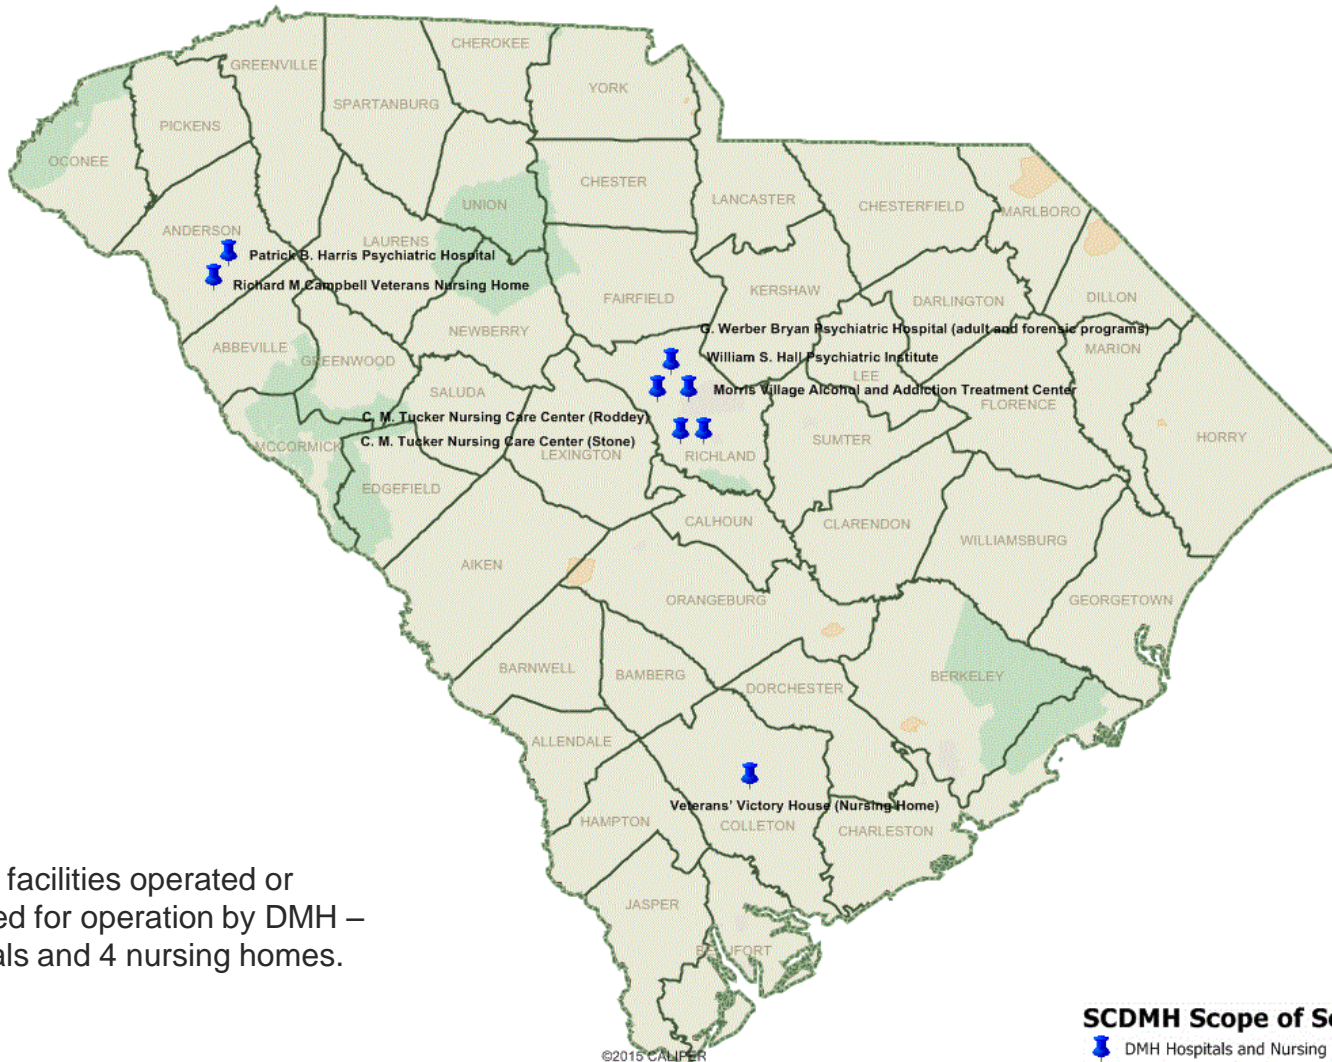 CHEROKEE
GREENVILLE
YORK
SPARTANBURG
PICKENS
OCONEE
CHESTER
LANCASTER
UNION
CHESTERFIELD
MARLBORO
ANDERSON
LAURENS
Patrick B. Harris Psychiatric Hospital
Richard M.Campbell Veterans Nursing Home
KERSHAW
FAIRFIELD
DARLINGTON
DILLON
NEWBERRY
G. Werber Bryan Psychiatric Hospital (adult and forensic programs)
ABBEVILLE
MARION
GREENWOOD
William S. Hall Psychiatric Institute
LEE
SALUDA
Morris Village Alcohol and Addiction Treatment Center
FLORENCE
C. M. Tucker Nursing Care Center (Roddey)
MCCORMICK
C. M. Tucker Nursing Care Center (Stone)
SUMTER
HORRY
LEXINGTON
RICHLAND
EDGEFIELD
CALHOUN
CLARENDON
WILLIAMSBURG
AIKEN
ORANGEBURG
GEORGETOWN
BARNWELL
BAMBERG
DORCHESTER
BERKELEY
ALLENDALE
Veterans' Victory House (Nursing Home)
HAMPTON
COLLETON
CHARLESTON
JASPER
BEAUFORT
facilities operated or
ed for operation by DMH –
als and 4 nursing homes.
SCDMH Scope of Se
DMH Hospitals and Nursing
©2015 CALIPER